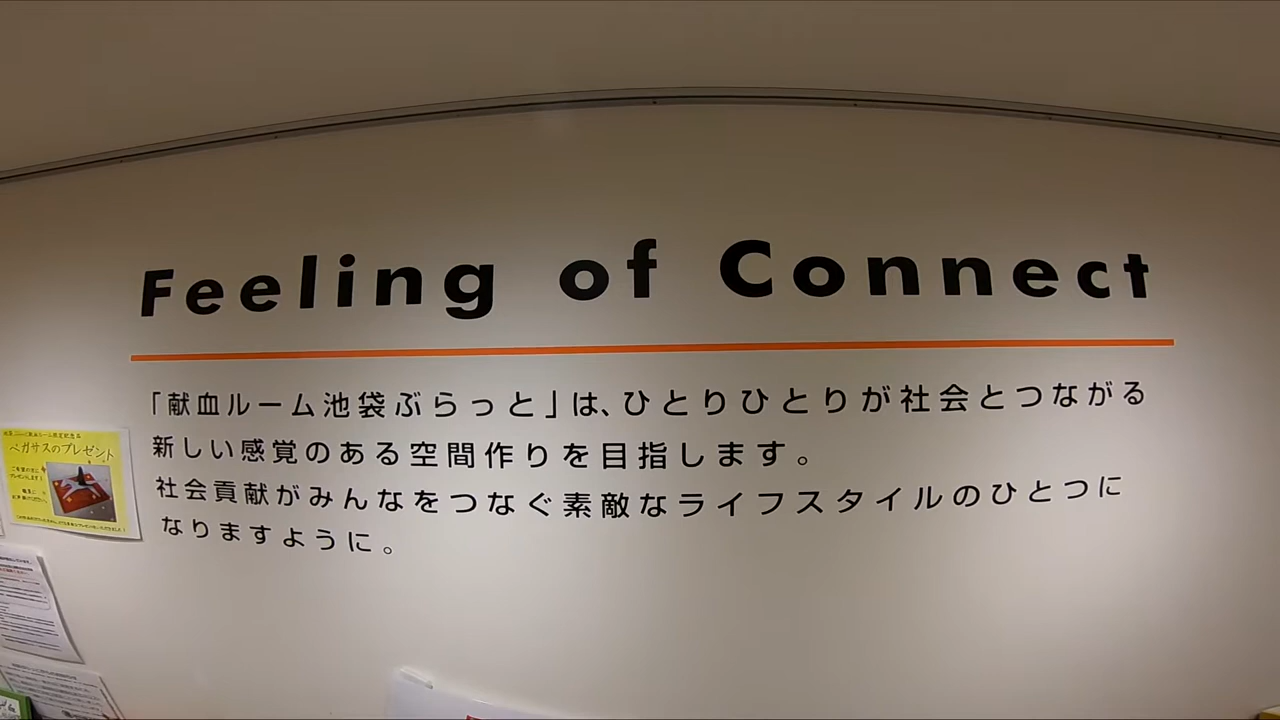 Feeling of Connect
「献血ルーム池袋ぶらっと」は、ひとりひとりが社会とつながる
新しい感覚のある空間作りを目指します。
社会貢献がみんなをつなぐ素敵なライフスタイルのひとつに
なりますように。
ペガサスのプレゼント